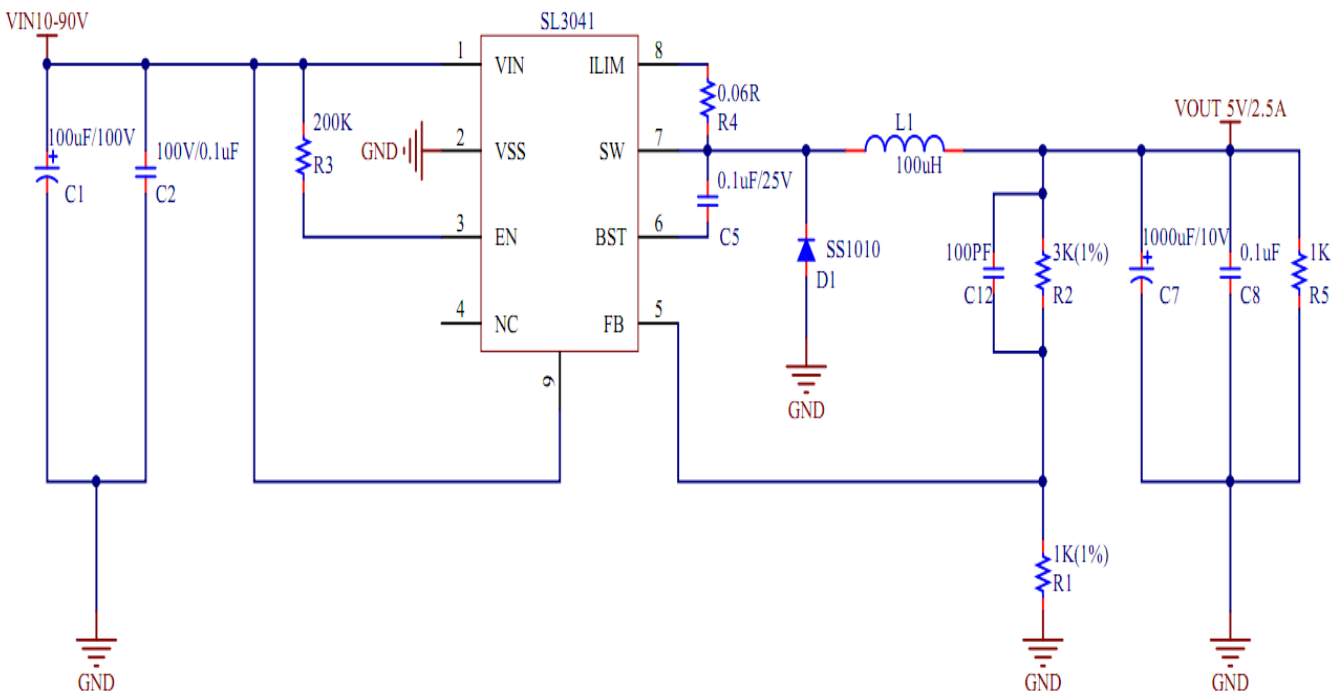 VIN10-90V
SL3041
1
VIN
ILIM
8
0.06R
R4
VOUT 5V/2.5A
200K
R3
100uF/100V
+
C1
100V/0.1uF
C2
GND
2
VSS
SW
7
L1
100uH
0.1uF/25V
C5
3
EN
BST
6
SS1010
D1
100PF
C12
3K(1%)
R2
1000uF/10V
+
C7
0.1uF
C8
1K
R5
4
NC
FB
5
9
GND
1K(1%)
R1
GND
GND
GND